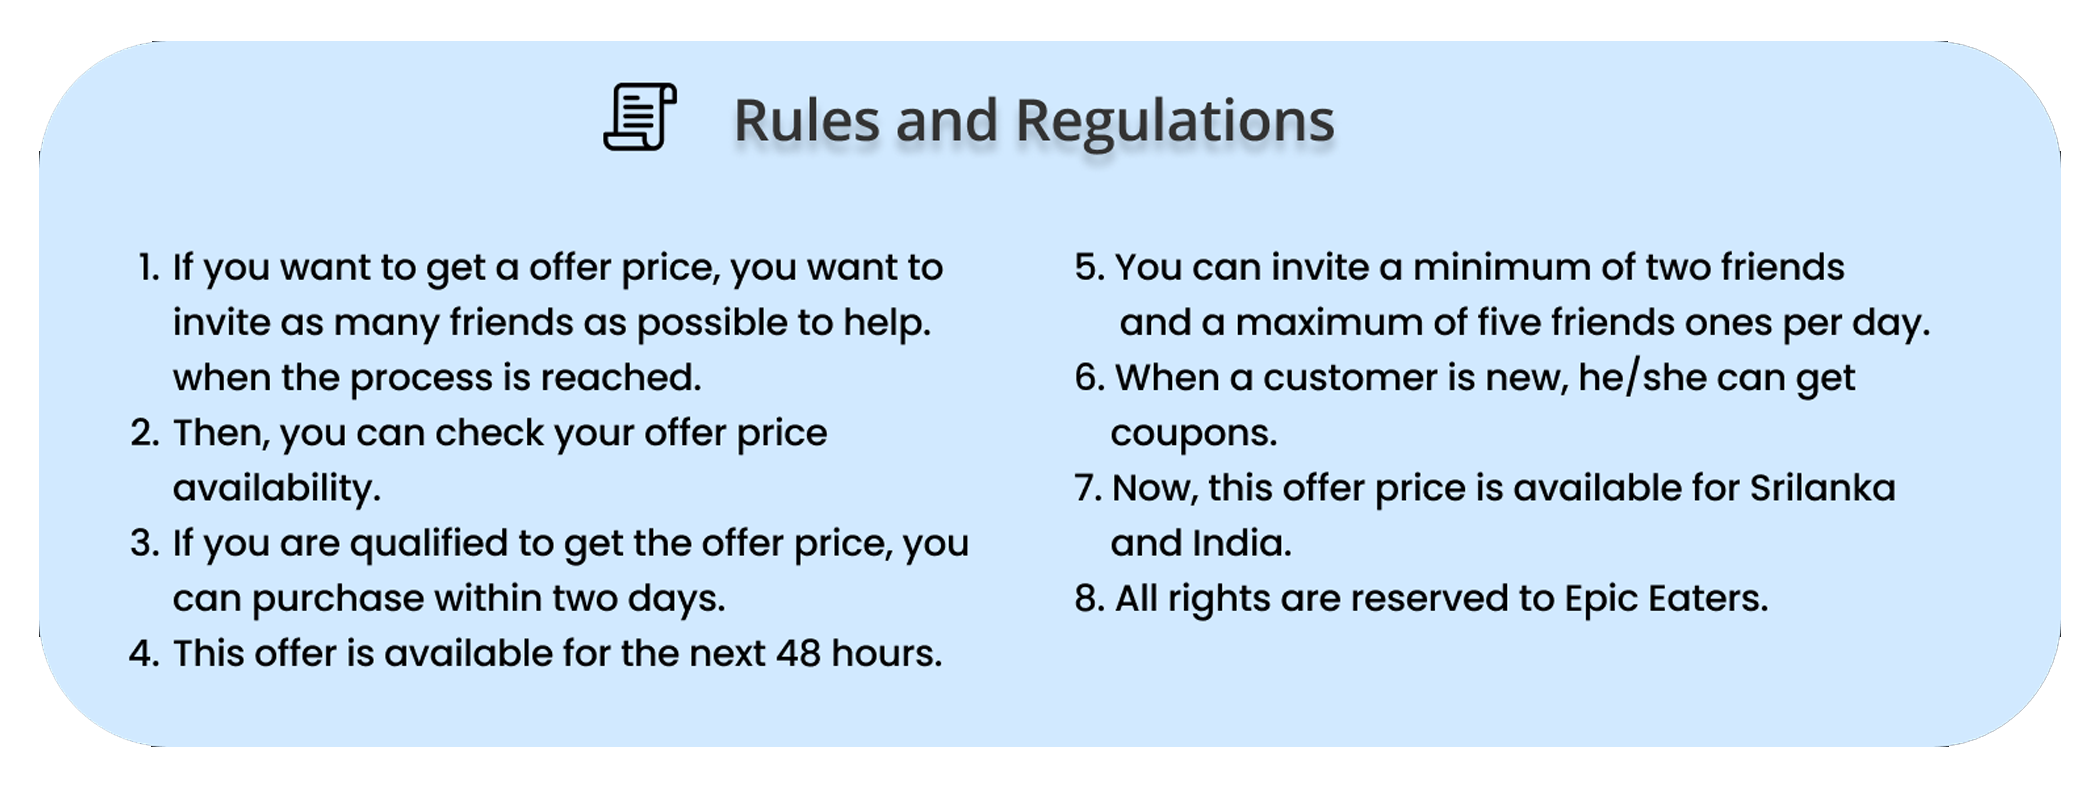 Rules and Regulations
1. If you want to get a offer price, you want to
invite as many friends as possible to help.
when the process is reached.
2. Then, you can check your offer price
availability.
3. If you are qualified to get the offer price, you
can purchase within two days.
4. This offer is available for the next 48 hours.
5. You can invite a minimum of two friends
and a maximum of five friends ones per day.
6. When a customer is new, he/she can get
coupons.
7. Now, this offer price is available for Srilanka
and India.
8. All rights are reserved to Epic Eaters.